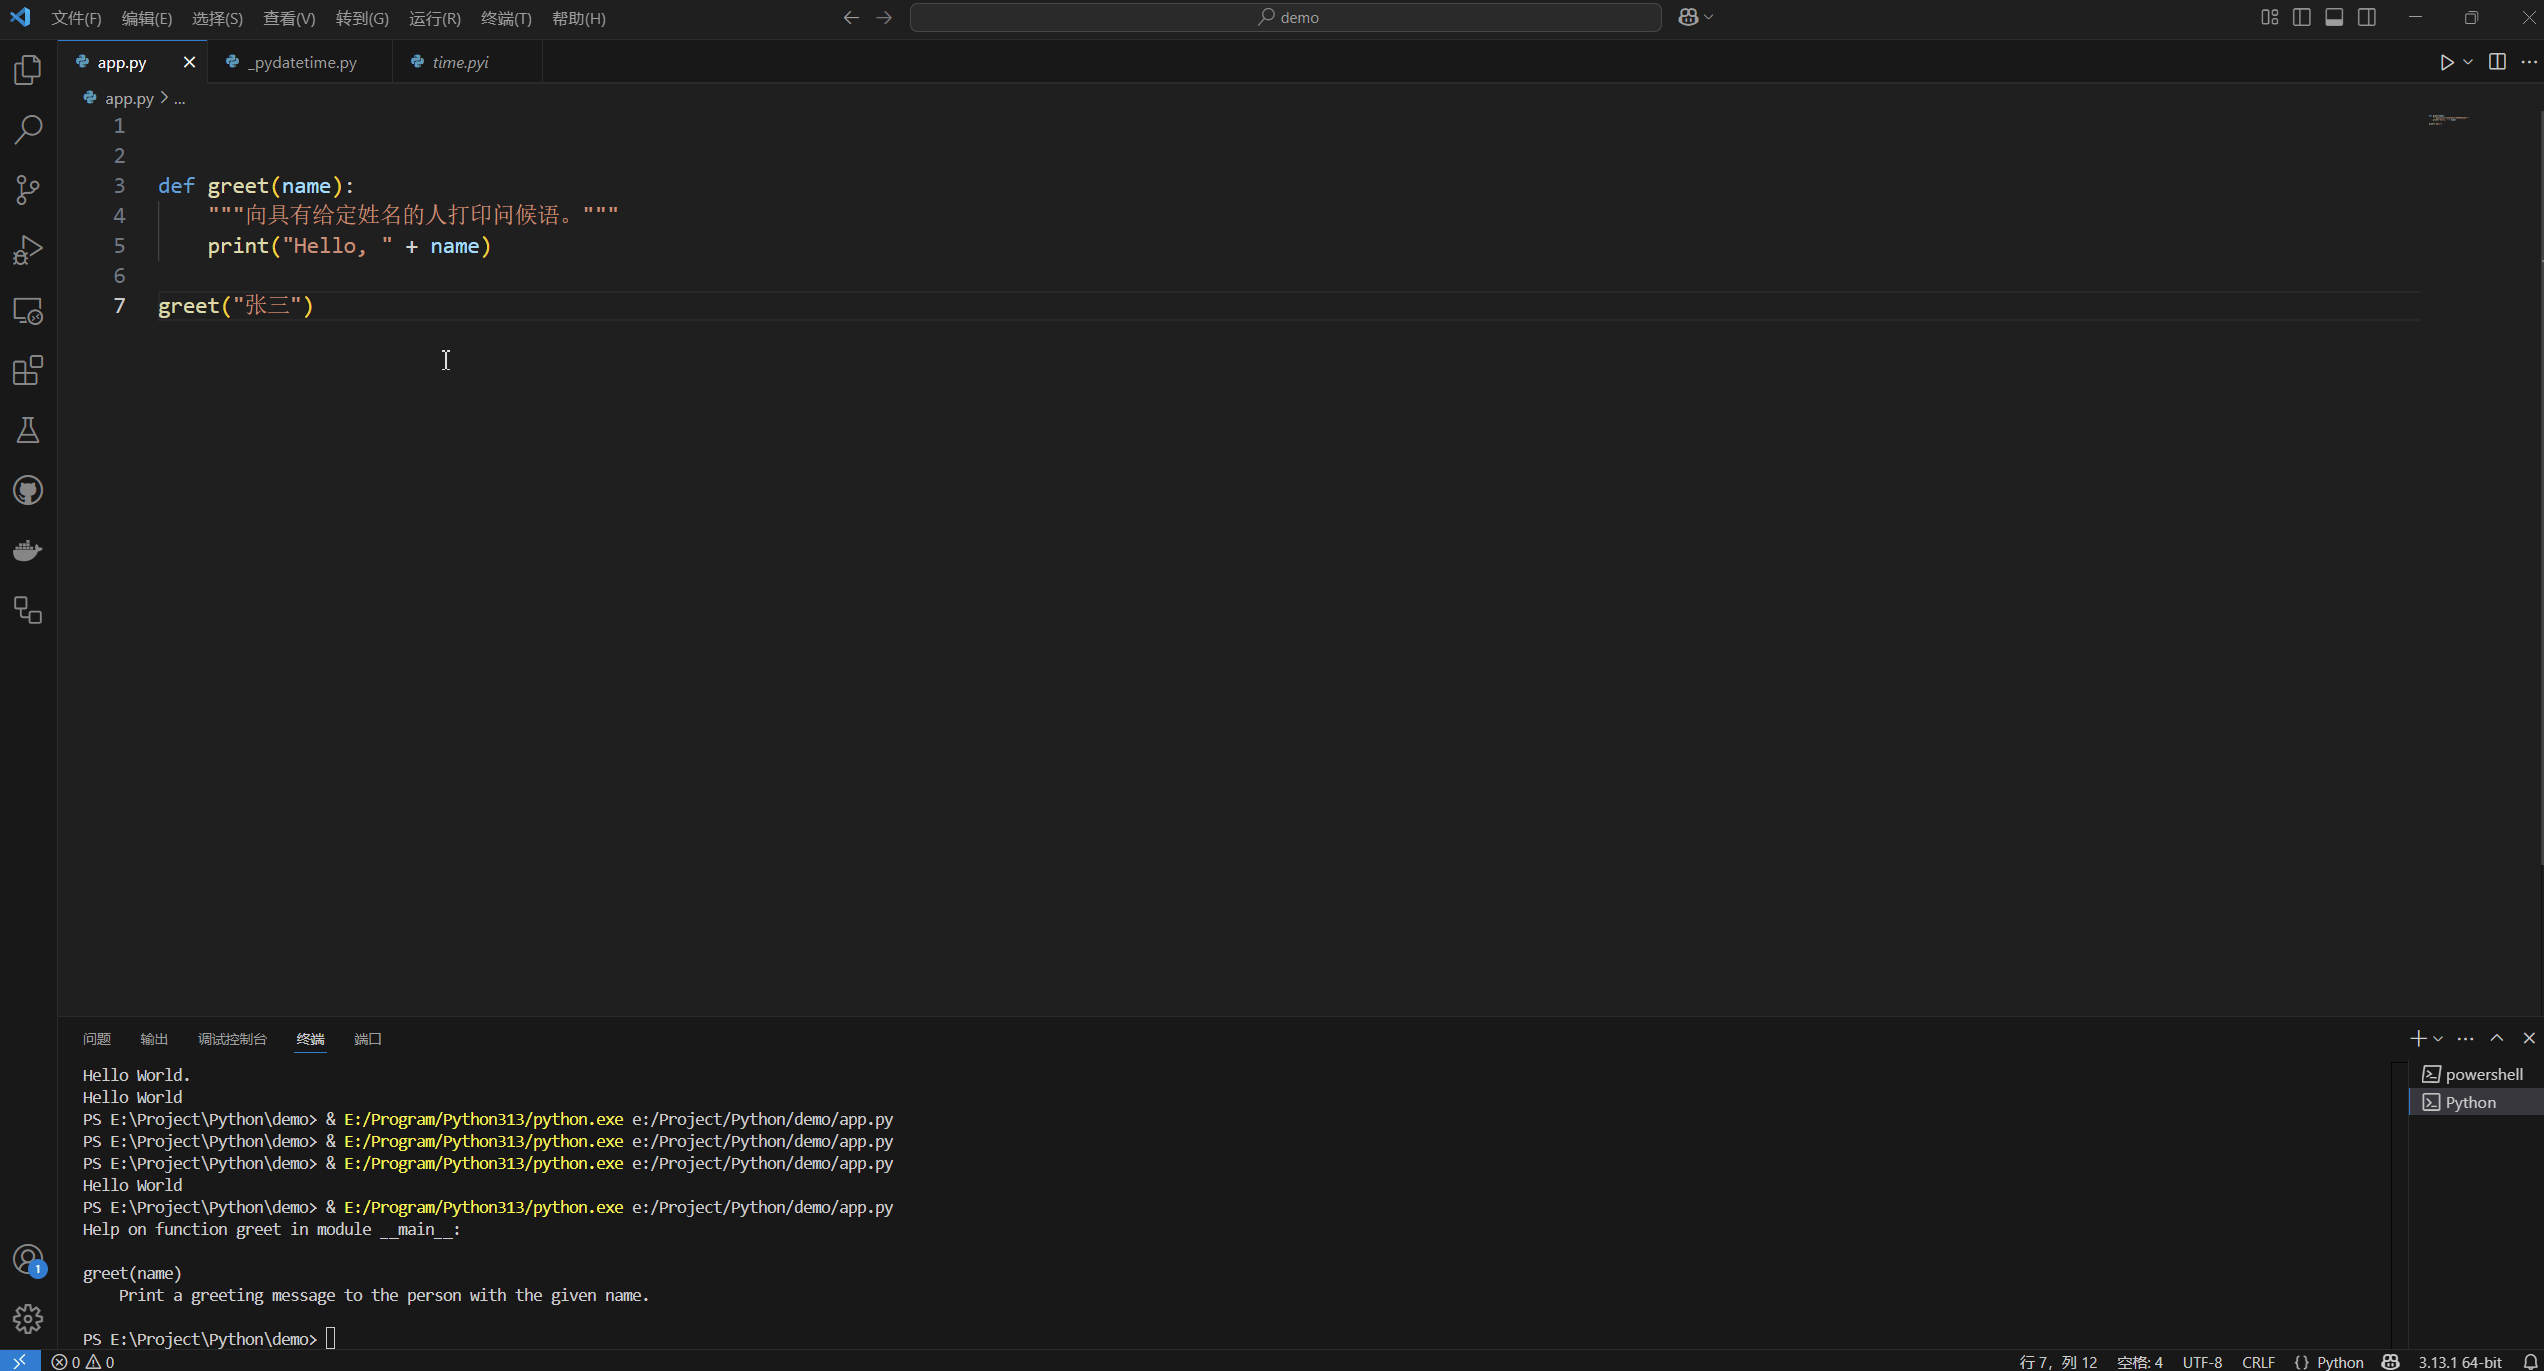 文件(F) 编辑(E) 选择(S) 查看(V) 转到(G) 运行(R) 终端(T) 帮助(H) demo
app.py _pydatetime.py time.pyi
app.py > ...
1
2
3 def greet(name):
4 """向具有给定姓名的人打印问候语。"""
5 print("Hello, " + name)
6
7 greet("张三")
问题 输出 调试控制台 终端 端口
Hello World.
Hello World
PS E:\Project\Python\demo> & E:/Program/Python313/python.exe e:/Project/Python/demo/app.py
PS E:\Project\Python\demo> & E:/Program/Python313/python.exe e:/Project/Python/demo/app.py
PS E:\Project\Python\demo> & E:/Program/Python313/python.exe e:/Project/Python/demo/app.py
Hello World
PS E:\Project\Python\demo> & E:/Program/Python313/python.exe e:/Project/Python/demo/app.py
Help on function greet in module __main__:
greet(name)
Print a greeting message to the person with the given name.
PS E:\Project\Python\demo>
powershell
Python
1
0 0 行 7，列 12 空格: 4 UTF-8 CRLF {} Python 3.13.1 64-bit